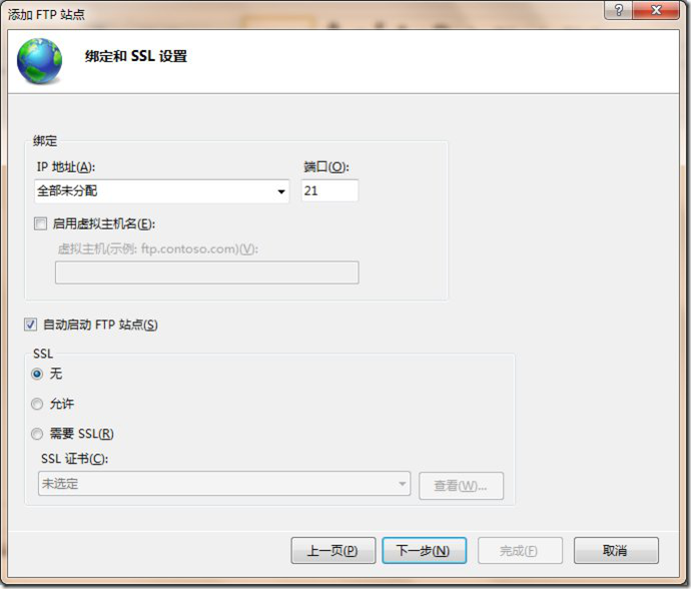 添加 FTP 站点
绑定和 SSL 设置
绑定
IP 地址(A):
端口(O):
全部未分配
21
启用虚拟主机名(E):
虚拟主机(示例: ftp.contoso.com)(V):
自动启动 FTP 站点(S)
SSL
无
允许
需要 SSL(R)
SSL 证书(C):
未选定
查看(W)...
上一页(P)
下一步(N)
完成(F)
取消